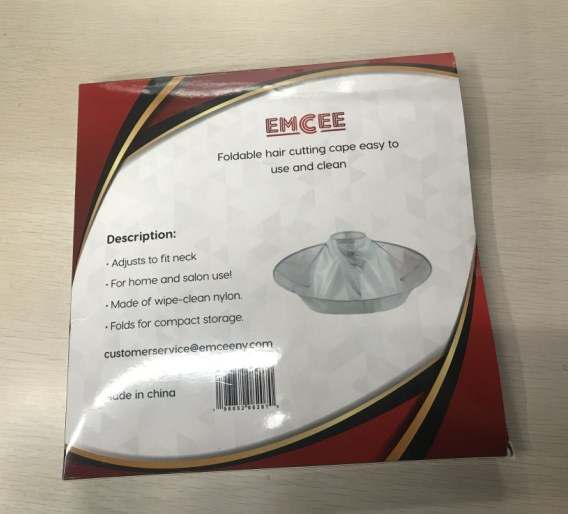 EMCEE
Foldable hair cutting cape easy to
use and clean
Description:
· Adjusts to fit neck
· For home and salon use!
· Made of wipe-clean nylon.
· Folds for compact storage.
customerservice@emceeny.com
in china